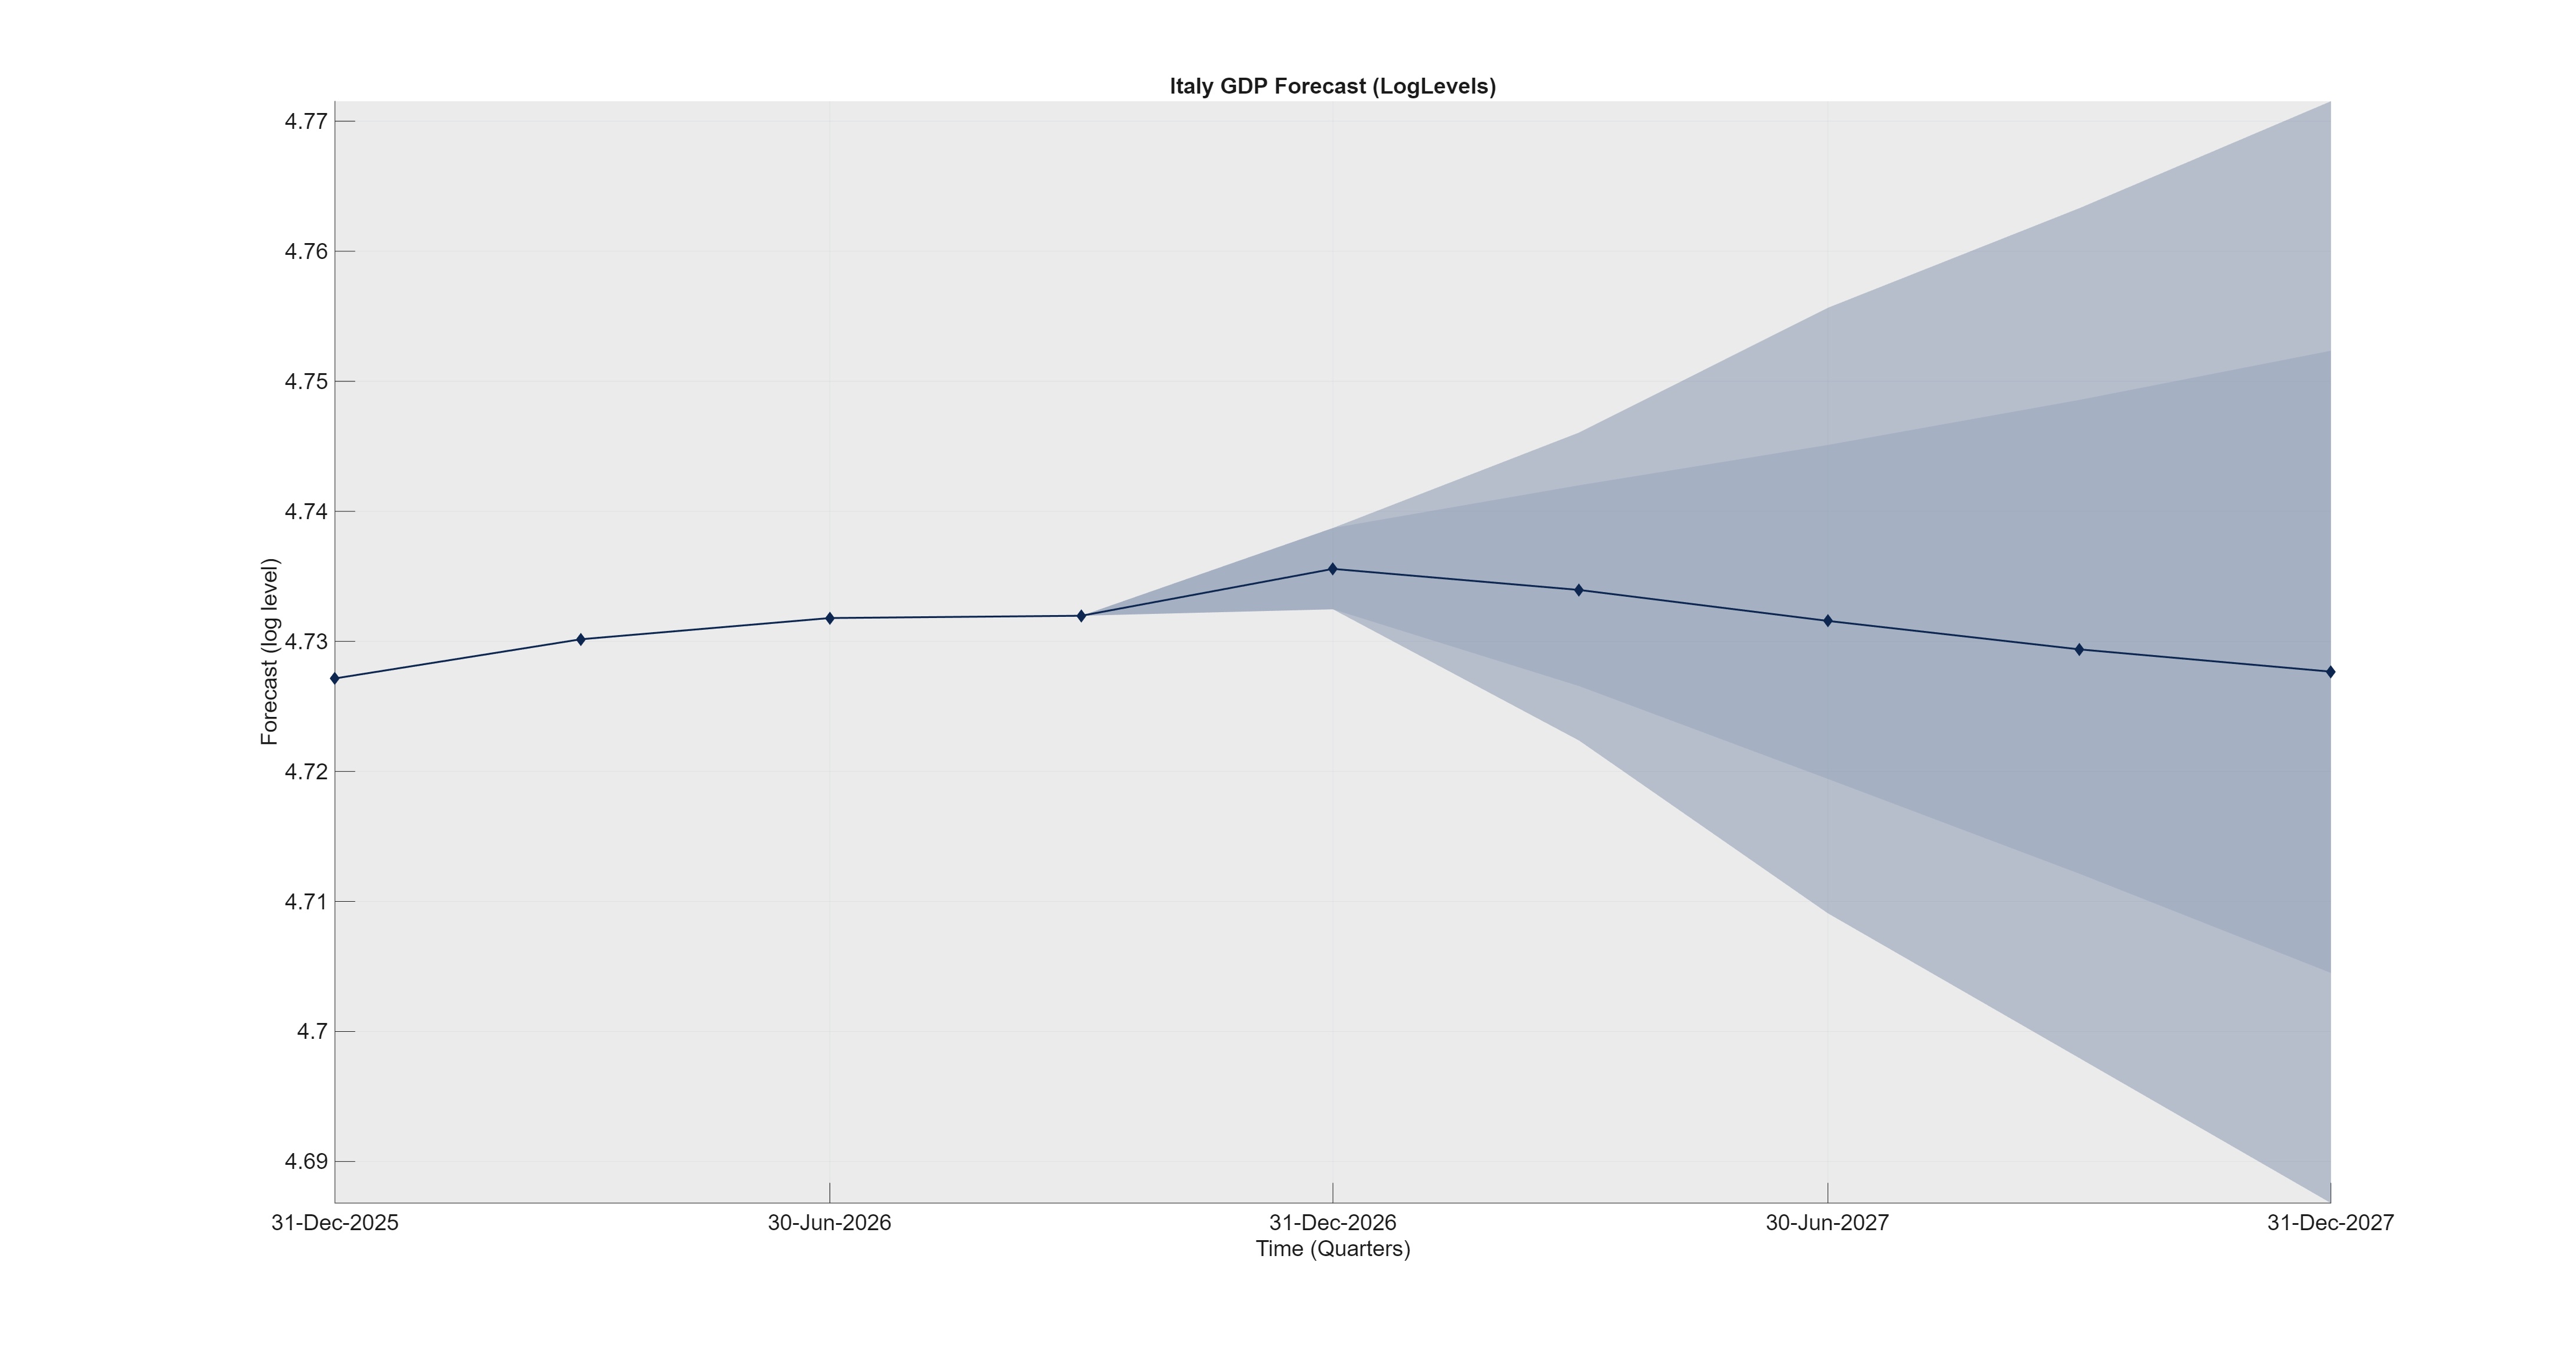 Italy GDP Forecast (LogLevels)
4.77
4.76
4.75
4.74
4.73
4.72
4.71
4.7
4.69
Forecast (log level)
31-Dec-2025
30-Jun-2026
31-Dec-2026
30-Jun-2027
31-Dec-2027
Time (Quarters)